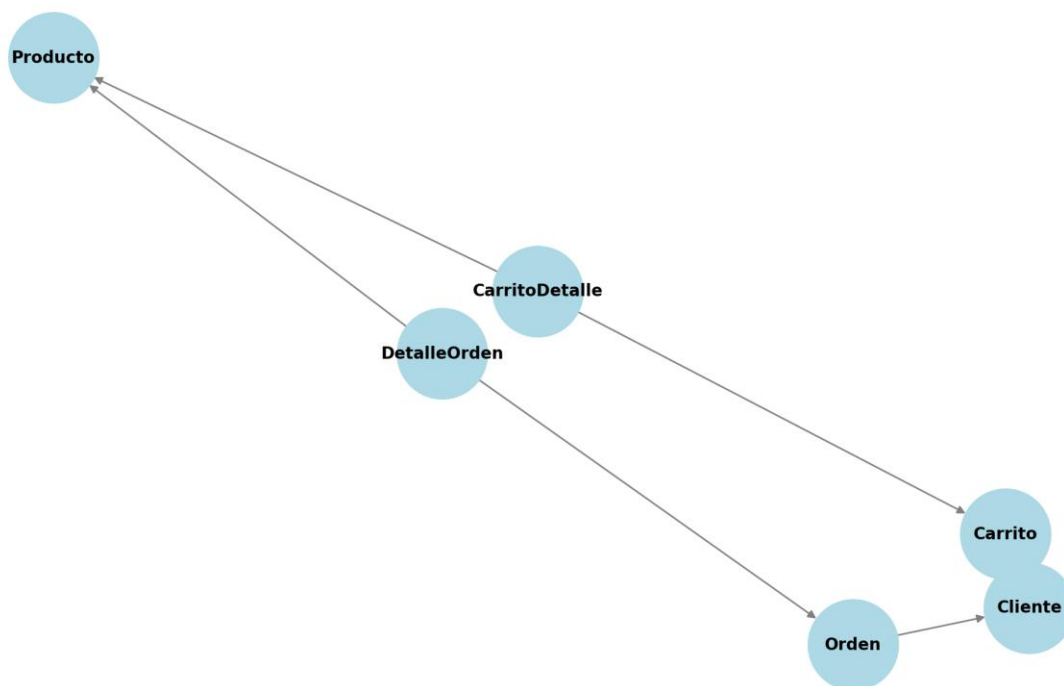 Producto
CarritoDetalle
DetalleOrden
Carrito
Cliente
Orden